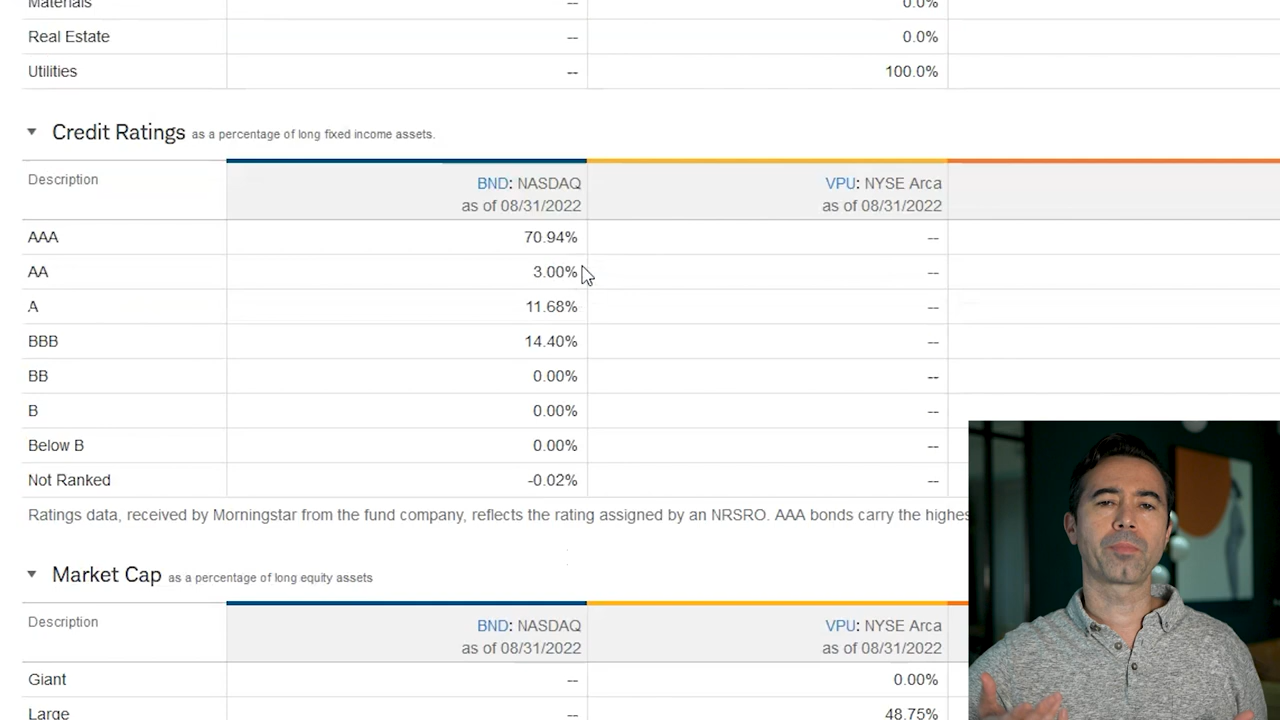 Materials -- 0.0%
Real Estate -- 0.0%
Utilities -- 100.0%
Credit Ratings as a percentage of long fixed income assets.
Description BND: NASDAQ VPU: NYSE Arca
as of 08/31/2022 as of 08/31/2022
AAA 70.94% --
AA 3.00% --
A 11.68% --
BBB 14.40% --
BB 0.00% --
B 0.00% --
Below B 0.00% --
Not Ranked -0.02% --
Ratings data, received by Morningstar from the fund company, reflects the rating assigned by an NRSRO. AAA bonds carry the highes
Market Cap as a percentage of long equity assets
Description BND: NASDAQ VPU: NYSE Arca
as of 08/31/2022 as of 08/31/2022
Giant -- 0.00%
Large -- 48.75%